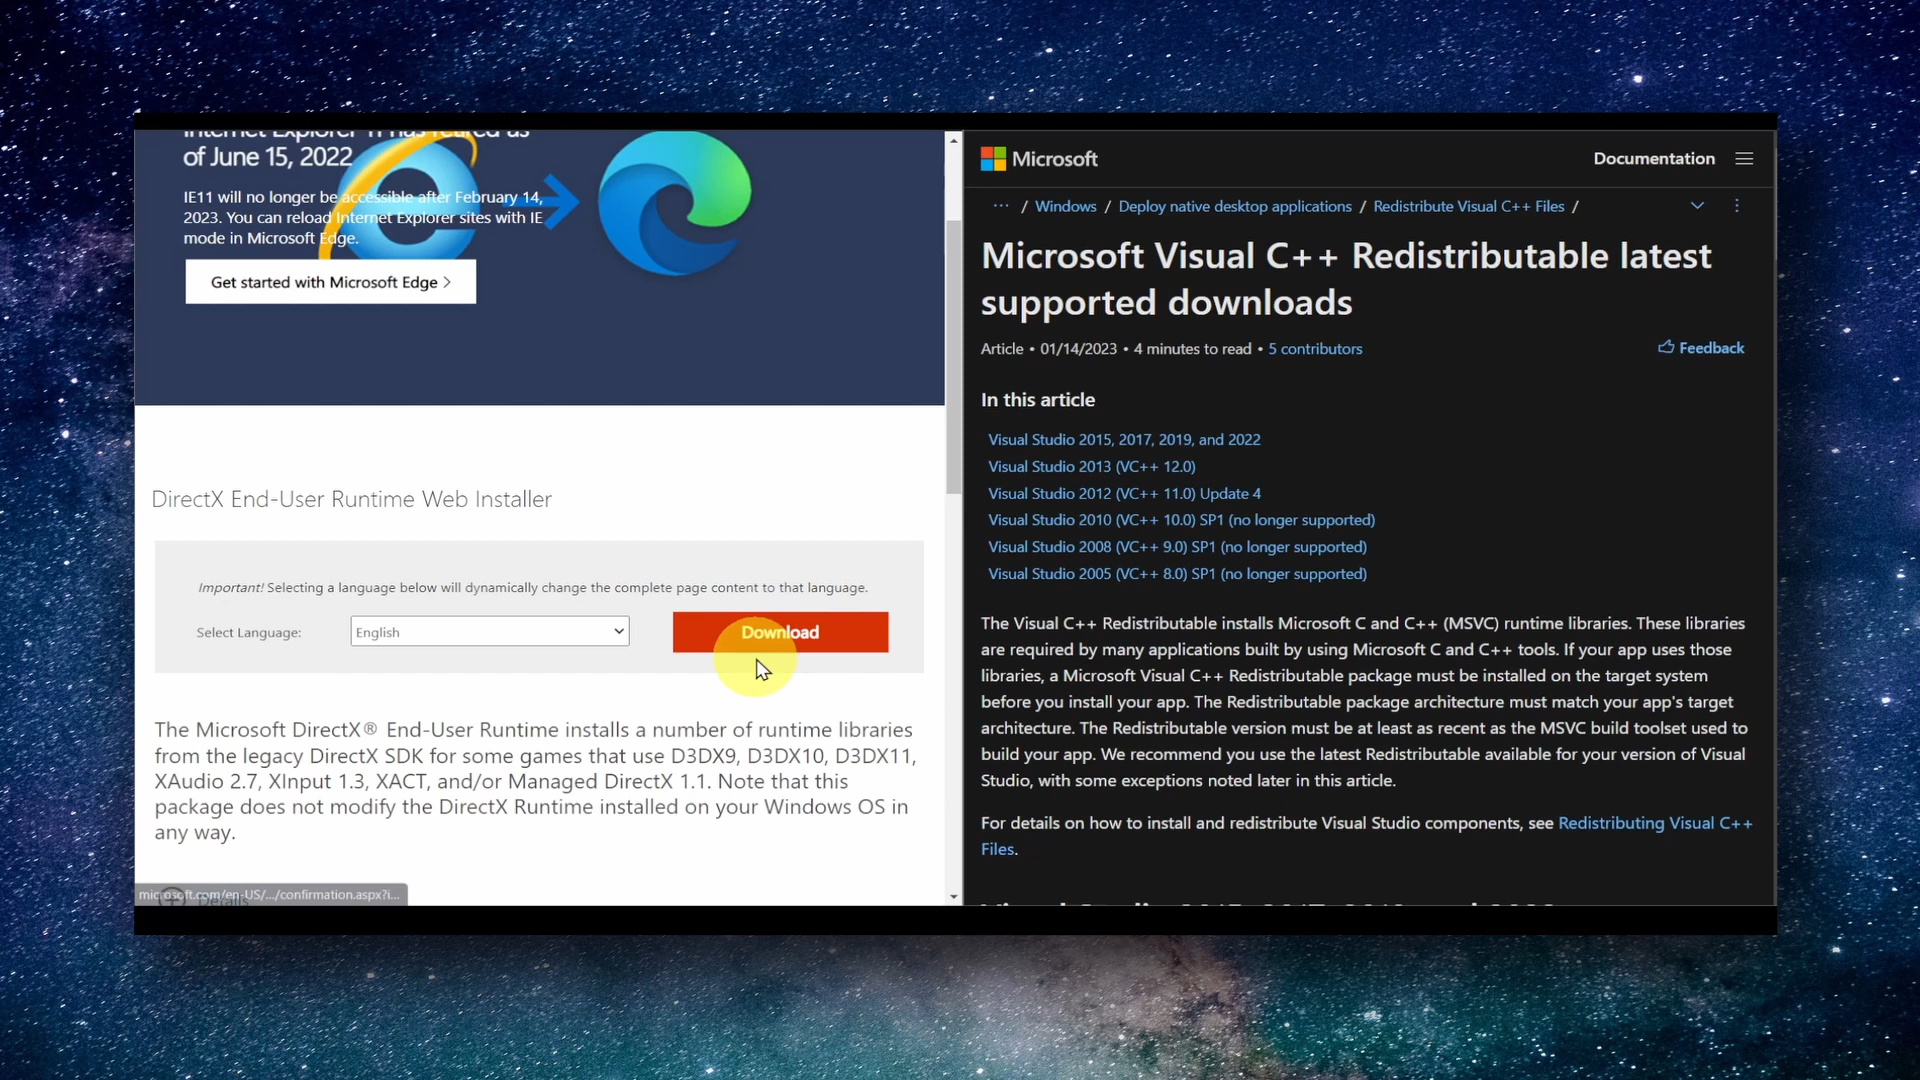 Internet Explorer 11 has retired as
of June 15, 2022
IE11 will no longer be accessible after February 14,
2023. You can reload Internet Explorer sites with IE
mode in Microsoft Edge.
Get started with Microsoft Edge >
DirectX End-User Runtime Web Installer
Important! Selecting a language below will dynamically change the complete page content to that language.
Select Language:
English
Download
The Microsoft DirectX® End-User Runtime installs a number of runtime libraries
from the legacy DirectX SDK for some games that use D3DX9, D3DX10, D3DX11,
XAudio 2.7, XInput 1.3, XACT, and/or Managed DirectX 1.1. Note that this
package does not modify the DirectX Runtime installed on your Windows OS in
any way.
Details
microsoft.com/en-US/.../confirmation.aspx?i...
Microsoft
Documentation
... / Windows / Deploy native desktop applications / Redistribute Visual C++ Files /
Microsoft Visual C++ Redistributable latest
supported downloads
Article • 01/14/2023 • 4 minutes to read • 5 contributors
Feedback
In this article
Visual Studio 2015, 2017, 2019, and 2022
Visual Studio 2013 (VC++ 12.0)
Visual Studio 2012 (VC++ 11.0) Update 4
Visual Studio 2010 (VC++ 10.0) SP1 (no longer supported)
Visual Studio 2008 (VC++ 9.0) SP1 (no longer supported)
Visual Studio 2005 (VC++ 8.0) SP1 (no longer supported)
The Visual C++ Redistributable installs Microsoft C and C++ (MSVC) runtime libraries. These libraries
are required by many applications built by using Microsoft C and C++ tools. If your app uses those
libraries, a Microsoft Visual C++ Redistributable package must be installed on the target system
before you install your app. The Redistributable package architecture must match your app's target
architecture. The Redistributable version must be at least as recent as the MSVC build toolset used to
build your app. We recommend you use the latest Redistributable available for your version of Visual
Studio, with some exceptions noted later in this article.
For details on how to install and redistribute Visual Studio components, see Redistributing Visual C++
Files.